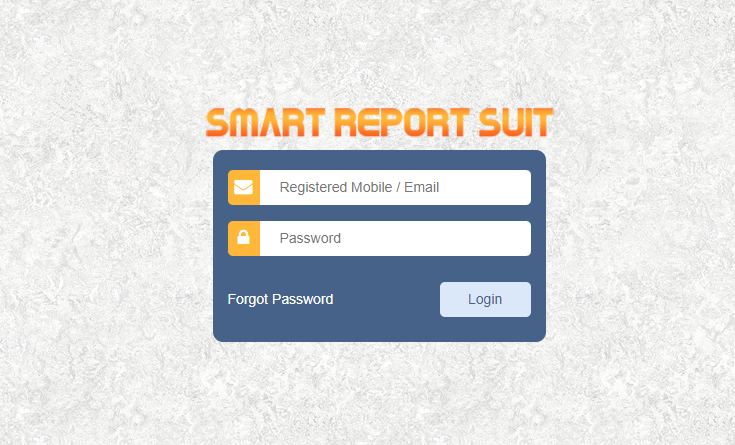 SMART REPORT SUIT
Registered Mobile / Email
Password
Forgot Password
Login